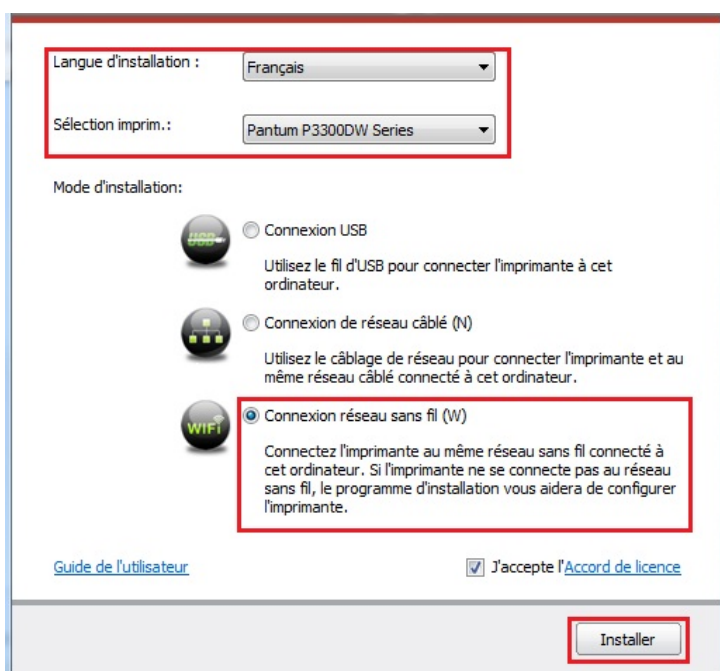 Langue d'installation :
Français
Sélection imprim.:
Pantum P3300DW Series
Mode d'installation:
USB
Connexion USB
Utilisez le fil d'USB pour connecter l'imprimante à cet
ordinateur.
Connexion de réseau câblé (N)
Utilisez le câblage de réseau pour connecter l'imprimante et au
même réseau câblé connecté à cet ordinateur.
WiFi
Connexion réseau sans fil (W)
Connectez l'imprimante au même réseau sans fil connecté à
cet ordinateur. Si l'imprimante ne se connecte pas au réseau
sans fil, le programme d'installation vous aidera de configurer
l'imprimante.
Guide de l'utilisateur
J'accepte l'Accord de licence
Installer